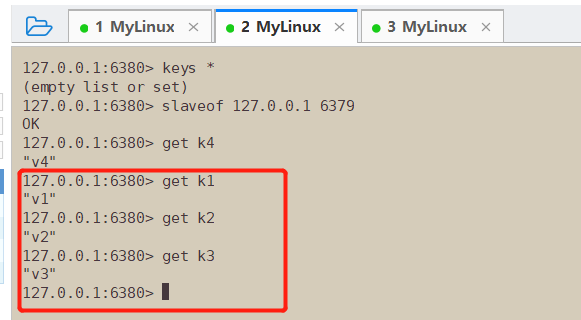 1 MyLinux × 2 MyLinux × 3 MyLinux ×
127.0.0.1:6380> keys *
(empty list or set)
127.0.0.1:6380> slaveof 127.0.0.1 6379
OK
127.0.0.1:6380> get k4
"v4"
127.0.0.1:6380> get k1
"v1"
127.0.0.1:6380> get k2
"v2"
127.0.0.1:6380> get k3
"v3"
127.0.0.1:6380>